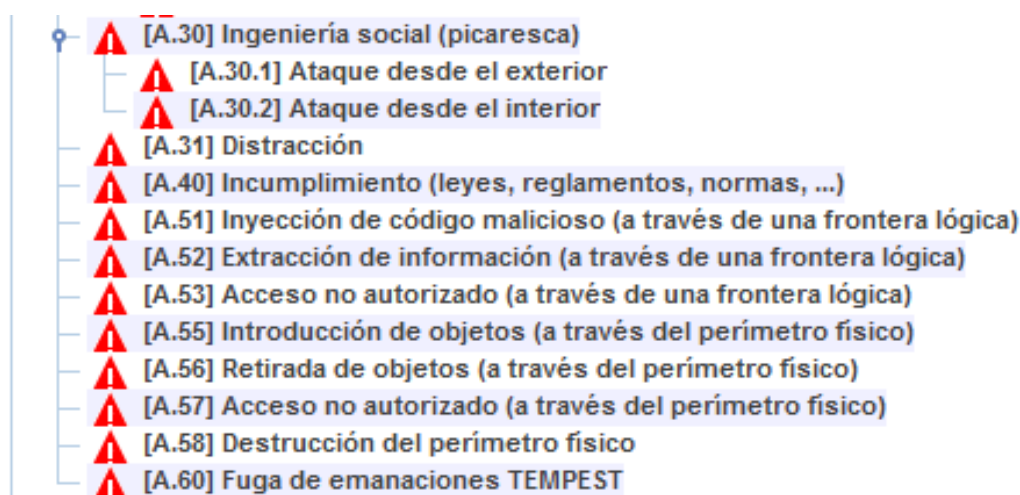 [A.30] Ingeniería social (picaresca)
[A.30.1] Ataque desde el exterior
[A.30.2] Ataque desde el interior
[A.31] Distracción
[A.40] Incumplimiento (leyes, reglamentos, normas, ...)
[A.51] Inyección de código malicioso (a través de una frontera lógica)
[A.52] Extracción de información (a través de una frontera lógica)
[A.53] Acceso no autorizado (a través de una frontera lógica)
[A.55] Introducción de objetos (a través del perímetro físico)
[A.56] Retirada de objetos (a través del perímetro físico)
[A.57] Acceso no autorizado (a través del perímetro físico)
[A.58] Destrucción del perímetro físico
[A.60] Fuga de emanaciones TEMPEST